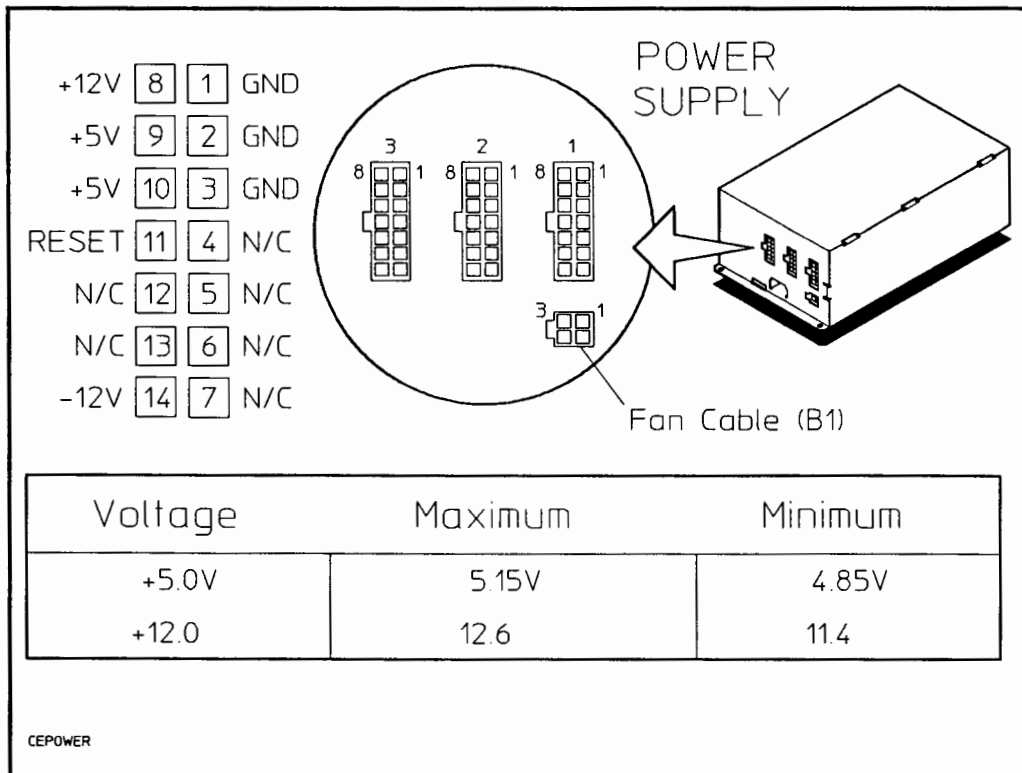 POWER
SUPPLY
+12V 8 1 GND
+5V 9 2 GND
+5V 10 3 GND
RESET 11 4 N/C
N/C 12 5 N/C
N/C 13 6 N/C
-12V 14 7 N/C
3 2 1
8 1 8 1 8 1
3 1
Fan Cable (B1)
Voltage Maximum Minimum
+5.0V 5.15V 4.85V
+12.0 12.6 11.4
CEPOWER